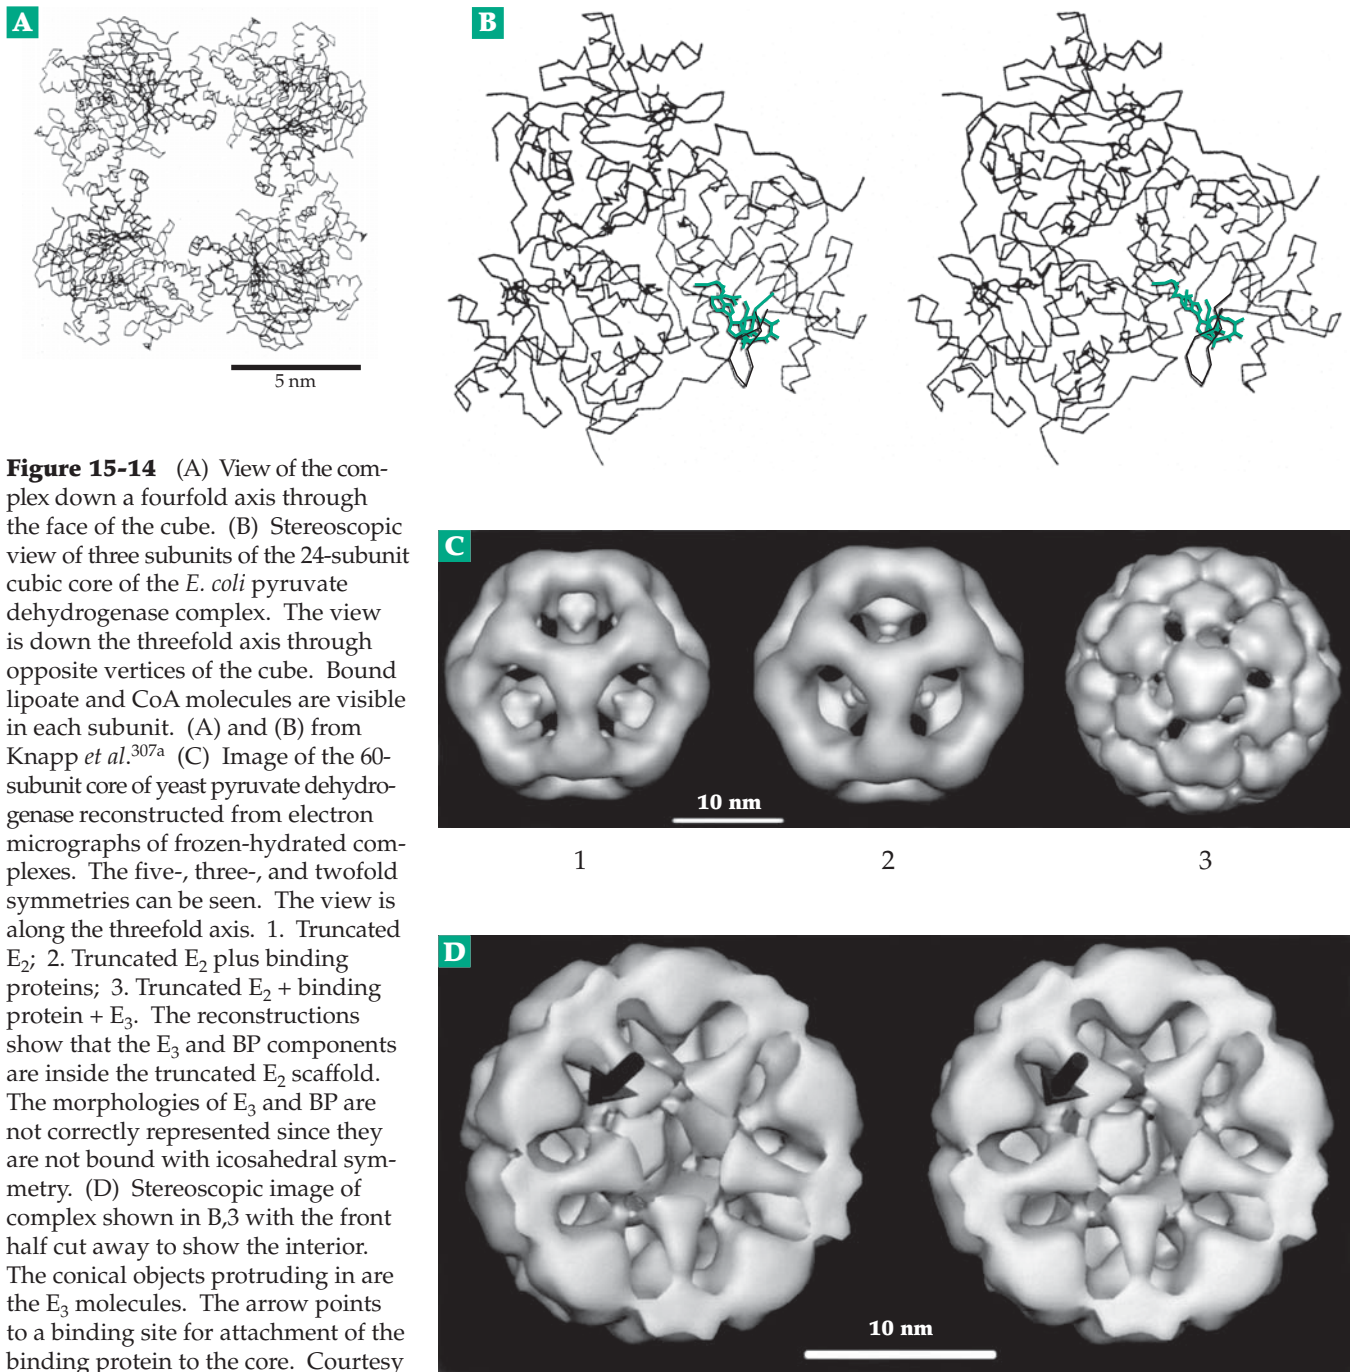 A
B
5 nm
Figure 15-14 (A) View of the com-
plex down a fourfold axis through
the face of the cube. (B) Stereoscopic
view of three subunits of the 24-subunit
cubic core of the E. coli pyruvate
dehydrogenase complex. The view
is down the threefold axis through
opposite vertices of the cube. Bound
lipoate and CoA molecules are visible
in each subunit. (A) and (B) from
Knapp et al.307a (C) Image of the 60-
subunit core of yeast pyruvate dehydro-
genase reconstructed from electron
micrographs of frozen-hydrated com-
plexes. The five-, three-, and twofold
symmetries can be seen. The view is
along the threefold axis. 1. Truncated
E2; 2. Truncated E2 plus binding
proteins; 3. Truncated E2 + binding
protein + E3. The reconstructions
show that the E3 and BP components
are inside the truncated E2 scaffold.
The morphologies of E3 and BP are
not correctly represented since they
are not bound with icosahedral sym-
metry. (D) Stereoscopic image of
complex shown in B,3 with the front
half cut away to show the interior.
The conical objects protruding in are
the E3 molecules. The arrow points
to a binding site for attachment of the
binding protein to the core. Courtesy
C
10 nm
1 2 3
D
10 nm